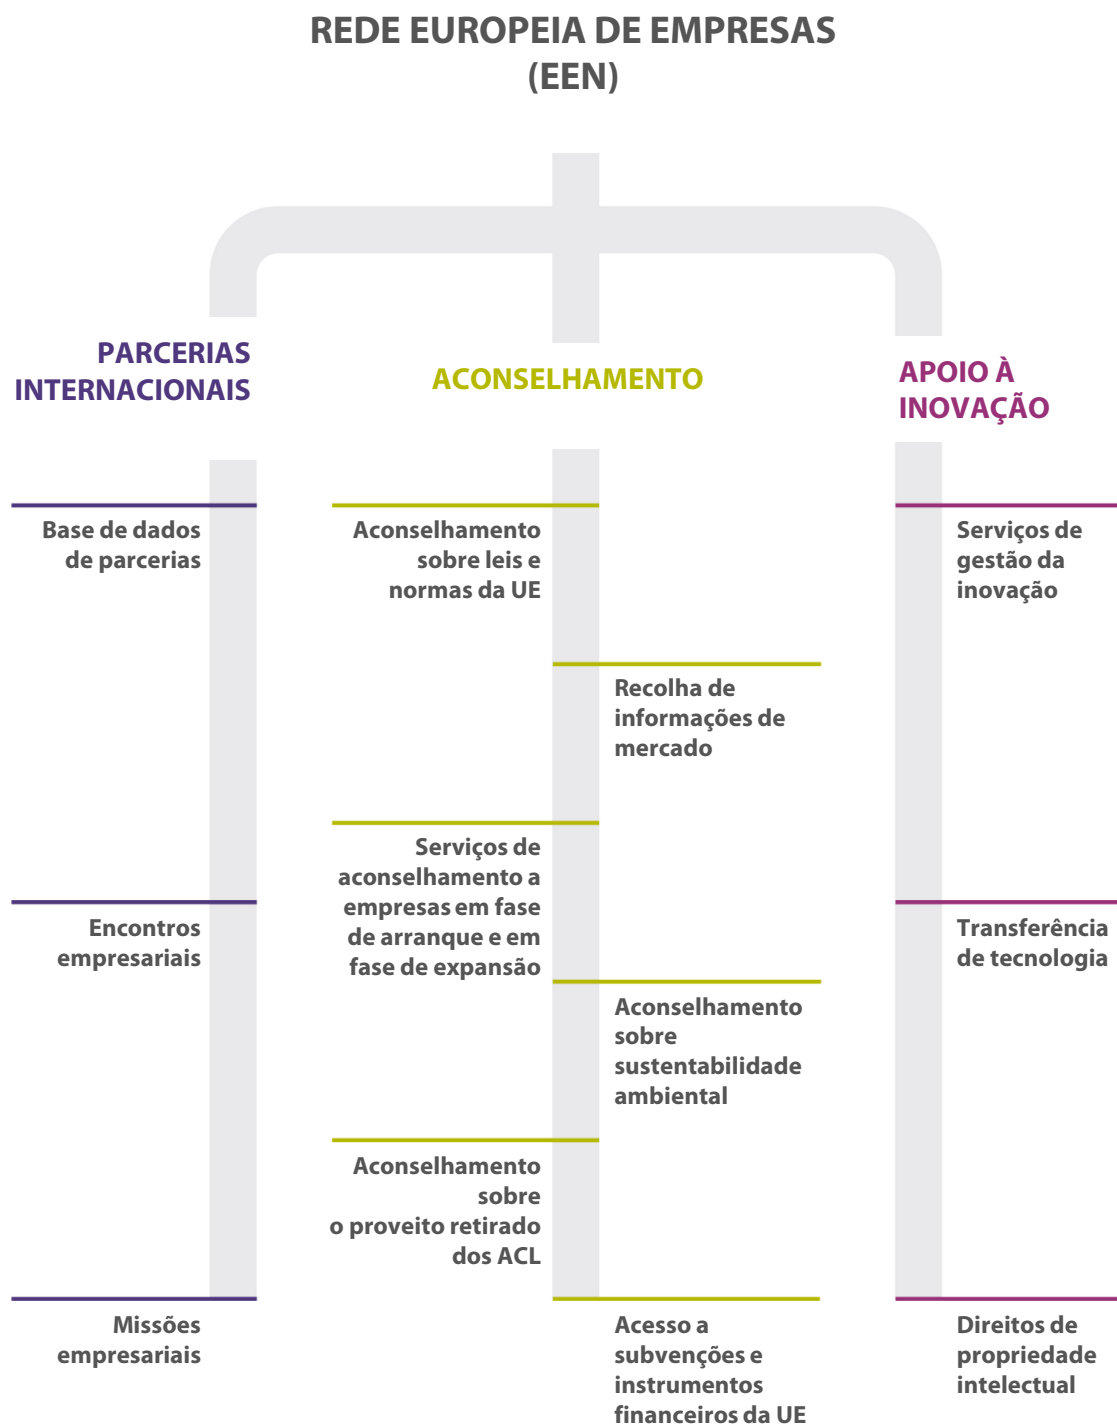 REDE EUROPEIA DE EMPRESAS
(EEN)
PARCERIAS
INTERNACIONAIS
Base de dados
de parcerias
Encontros
empresariais
Missões
empresariais
ACONSELHAMENTO
Aconselhamento
sobre leis e
normas da UE
Recolha de
informações de
mercado
Serviços de
aconselhamento a
empresas em fase
de arranque e em
fase de expansão
Aconselhamento
sobre
sustentabilidade
ambiental
Aconselhamento
sobre
o proveito retirado
dos ACL
Acesso a
subvenções e
instrumentos
financeiros da UE
APOIO À
INOVAÇÃO
Serviços de
gestão da
inovação
Transferência
de tecnologia
Direitos de
propriedade
intelectual